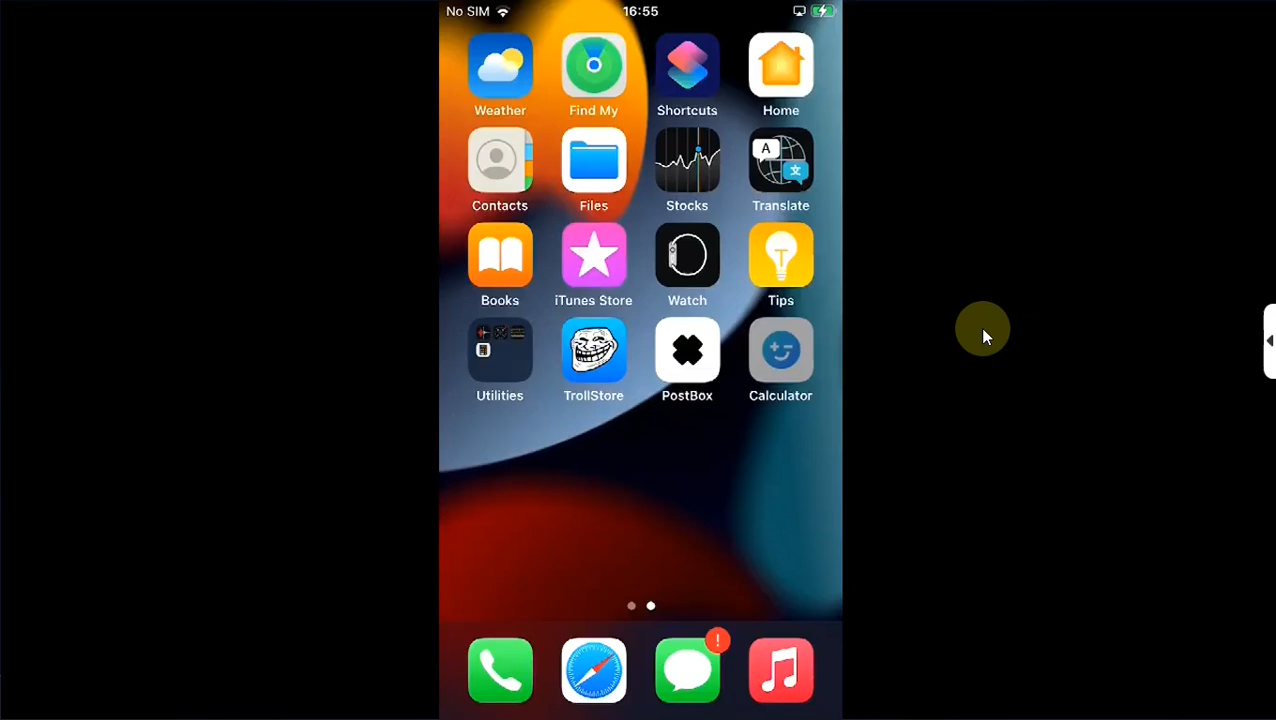 No SIM 16:55
Weather Find My Shortcuts Home
A 文
Contacts Files Stocks Translate
Books iTunes Store Watch Tips
Utilities TrollStore PostBox Calculator
!